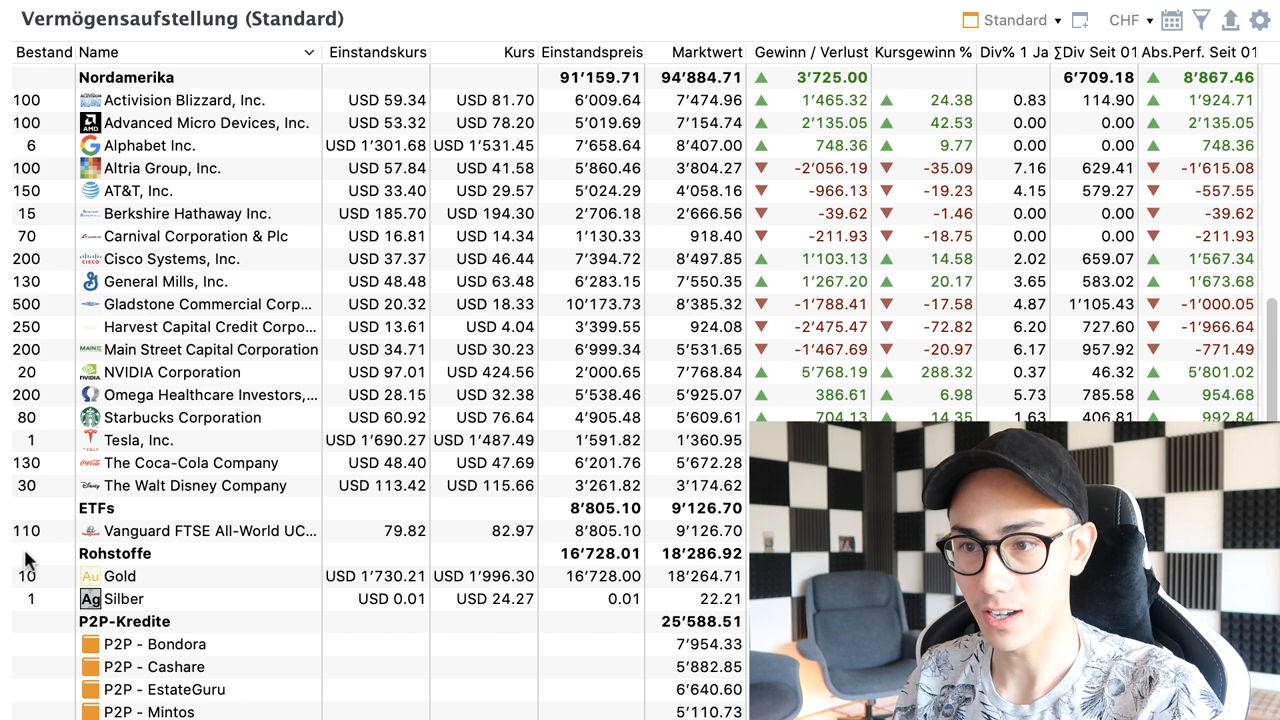 Vermögensaufstellung (Standard) Standard CHF
Bestand Name Einstandskurs Kurs Einstandspreis Marktwert Gewinn / Verlust Kursgewinn % Div% 1 Ja ΣDiv Seit 01 Abs.Perf. Seit 01
Nordamerika 91’159.71 94’884.71 3’725.00 6’709.18 8’867.46
100 Activision Blizzard, Inc. USD 59.34 USD 81.70 6’009.64 7’474.96 1’465.32 24.38 0.83 114.90 1’924.71
100 AMD Advanced Micro Devices, Inc. USD 53.32 USD 78.20 5’019.69 7’154.74 2’135.05 42.53 0.00 0.00 2’135.05
6 Alphabet Inc. USD 1’301.68 USD 1’531.45 7’658.64 8’407.00 748.36 9.77 0.00 0.00 748.36
100 Altria Group, Inc. USD 57.84 USD 41.58 5’860.46 3’804.27 -2’056.19 -35.09 7.16 629.41 -1’615.08
150 AT&T, Inc. USD 33.40 USD 29.57 5’024.29 4’058.16 -966.13 -19.23 4.15 579.27 -557.55
15 Berkshire Hathaway Inc. USD 185.70 USD 194.30 2’706.18 2’666.56 -39.62 -1.46 0.00 0.00 -39.62
70 Carnival Corporation & Plc USD 16.81 USD 14.34 1’130.33 918.40 -211.93 -18.75 0.00 0.00 -211.93
200 CISCO Cisco Systems, Inc. USD 37.37 USD 46.44 7’394.72 8’497.85 1’103.13 14.58 2.02 659.07 1’567.34
130 General Mills, Inc. USD 48.48 USD 63.48 6’283.15 7’550.35 1’267.20 20.17 3.65 583.02 1’673.68
500 Gladstone Commercial Corp... USD 20.32 USD 18.33 10’173.73 8’385.32 -1’788.41 -17.58 4.87 1’105.43 -1’000.05
250 Harvest Capital Credit Corpo... USD 13.61 USD 4.04 3’399.55 924.08 -2’475.47 -72.82 6.20 727.60 -1’966.64
200 MAIN Main Street Capital Corporation USD 34.71 USD 30.23 6’999.34 5’531.65 -1’467.69 -20.97 6.17 957.92 -771.49
20 NVIDIA Corporation USD 97.01 USD 424.56 2’000.65 7’768.84 5’768.19 288.32 0.37 46.32 5’801.02
200 Omega Healthcare Investors,... USD 28.15 USD 32.38 5’538.46 5’925.07 386.61 6.98 5.73 785.58 954.68
80 Starbucks Corporation USD 60.92 USD 76.64 4’905.48 5’609.61 704.13 14.35 1.63 406.81 992.84
1 Tesla, Inc. USD 1’690.27 USD 1’487.49 1’591.82 1’360.95
130 The Coca-Cola Company USD 48.40 USD 47.69 6’201.76 5’672.28
30 The Walt Disney Company USD 113.42 USD 115.66 3’261.82 3’174.62
ETFs 8’805.10 9’126.70
110 Vanguard FTSE All-World UC... 79.82 82.97 8’805.10 9’126.70
Rohstoffe 16’728.01 18’286.92
10 Au Gold USD 1’730.21 USD 1’996.30 16’728.00 18’264.71
1 Ag Silber USD 0.01 USD 24.27 0.01 22.21
P2P-Kredite 25’588.51
P2P - Bondora 7’954.33
P2P - Cashare 5’882.85
P2P - EstateGuru 6’640.60
P2P - Mintos 5’110.73